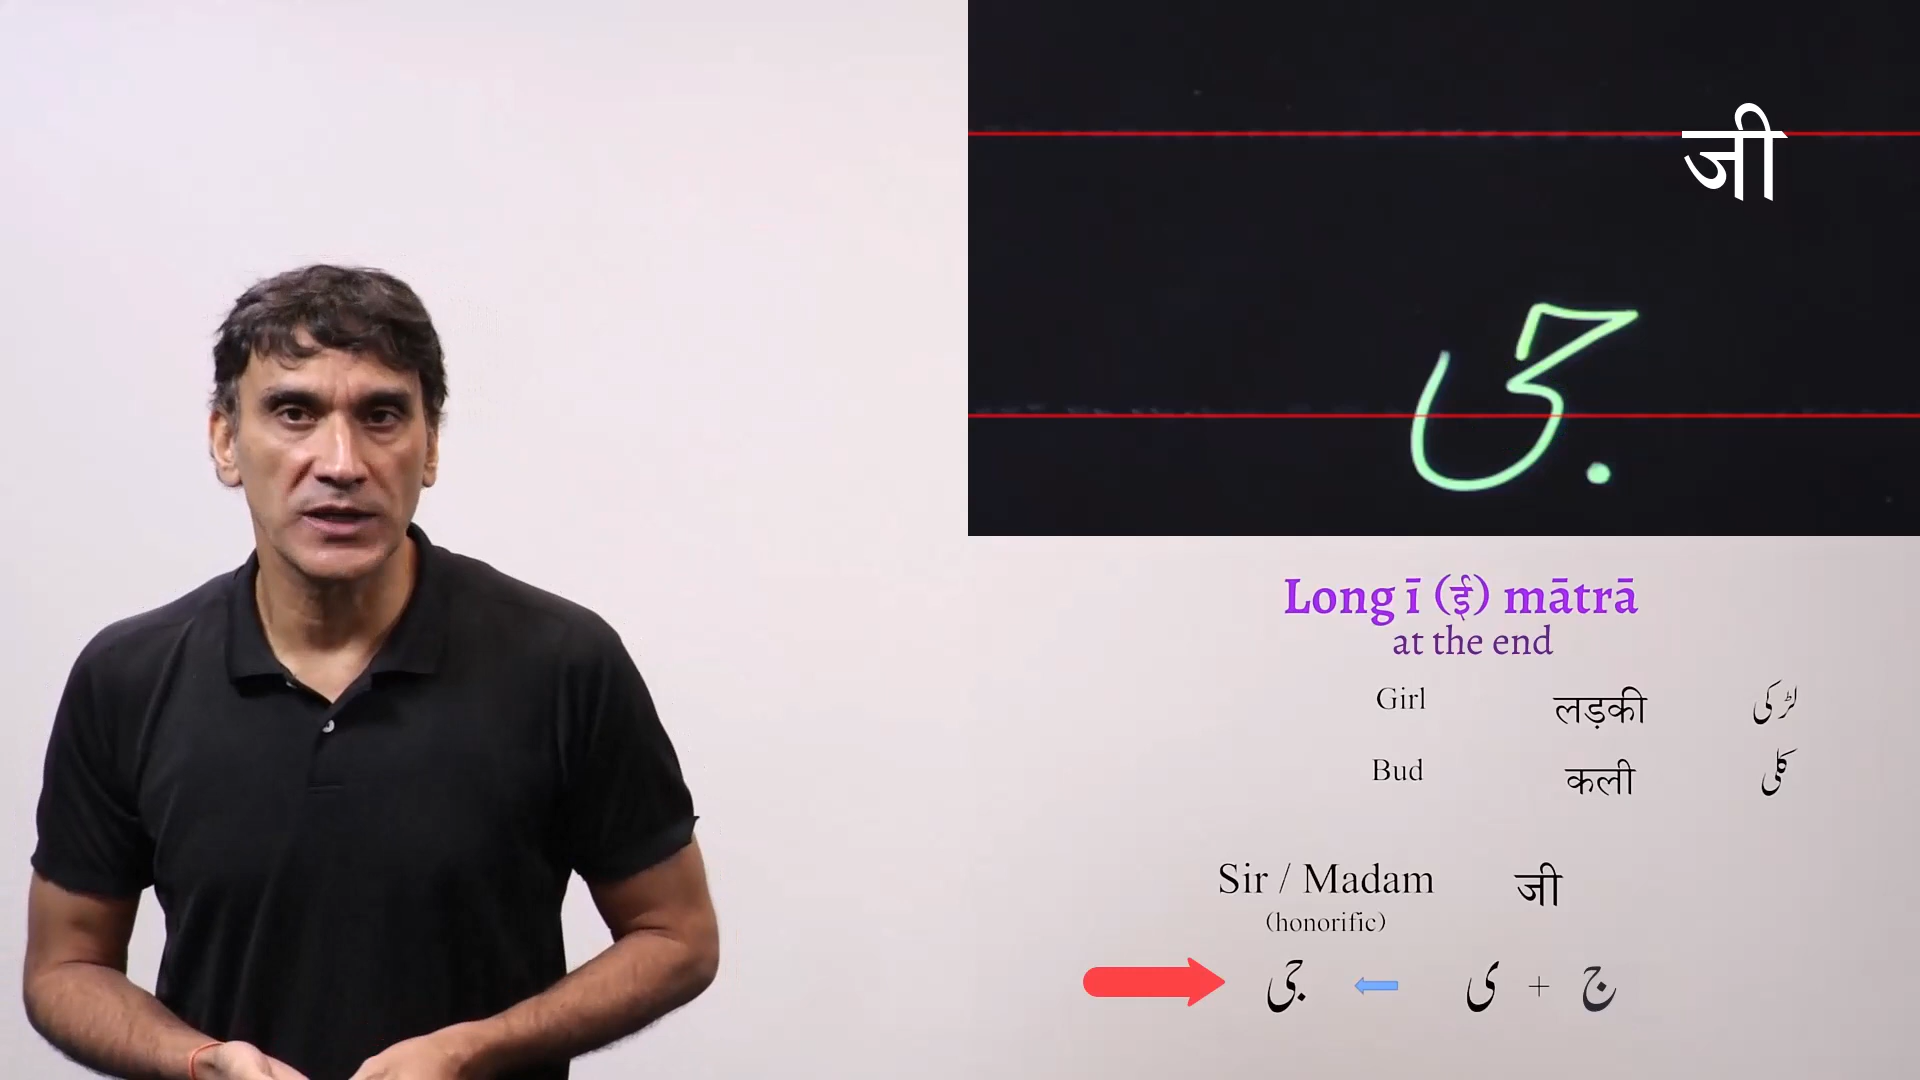 जी
جی
Long ī (ई) mātrā
at the end
Girl लड़की لڑکی
Bud कली کلی
Sir / Madam जी
(honorific)
جی ی + ج